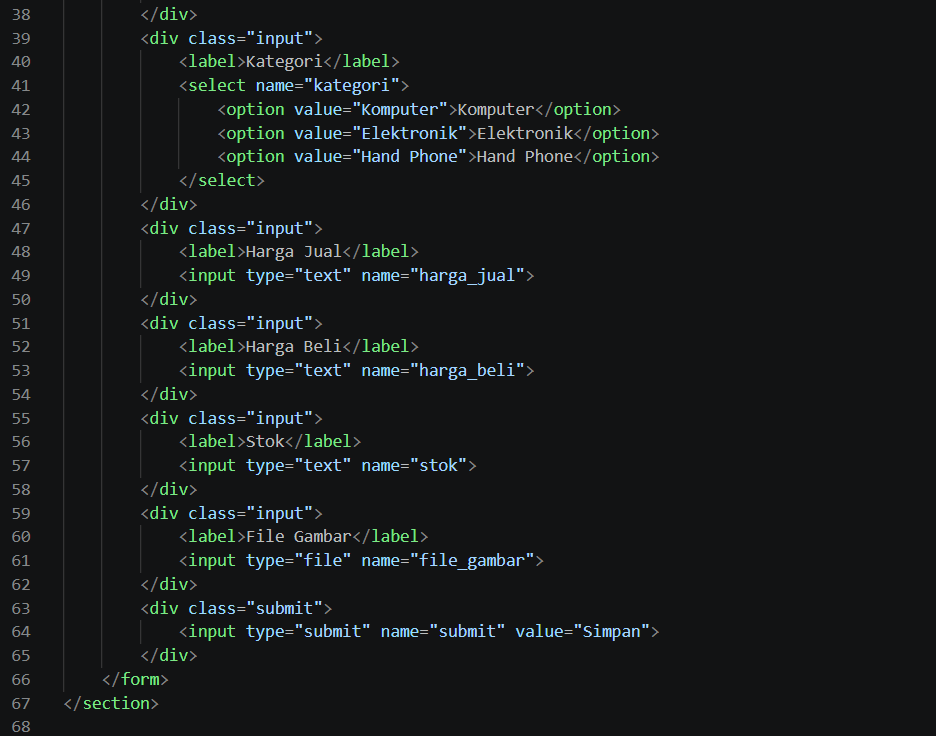 38 </div>
39 <div class="input">
40 <label>Kategori</label>
41 <select name="kategori">
42 <option value="Komputer">Komputer</option>
43 <option value="Elektronik">Elektronik</option>
44 <option value="Hand Phone">Hand Phone</option>
45 </select>
46 </div>
47 <div class="input">
48 <label>Harga Jual</label>
49 <input type="text" name="harga_jual">
50 </div>
51 <div class="input">
52 <label>Harga Beli</label>
53 <input type="text" name="harga_beli">
54 </div>
55 <div class="input">
56 <label>Stok</label>
57 <input type="text" name="stok">
58 </div>
59 <div class="input">
60 <label>File Gambar</label>
61 <input type="file" name="file_gambar">
62 </div>
63 <div class="submit">
64 <input type="submit" name="submit" value="Simpan">
65 </div>
66 </form>
67 </section>
68